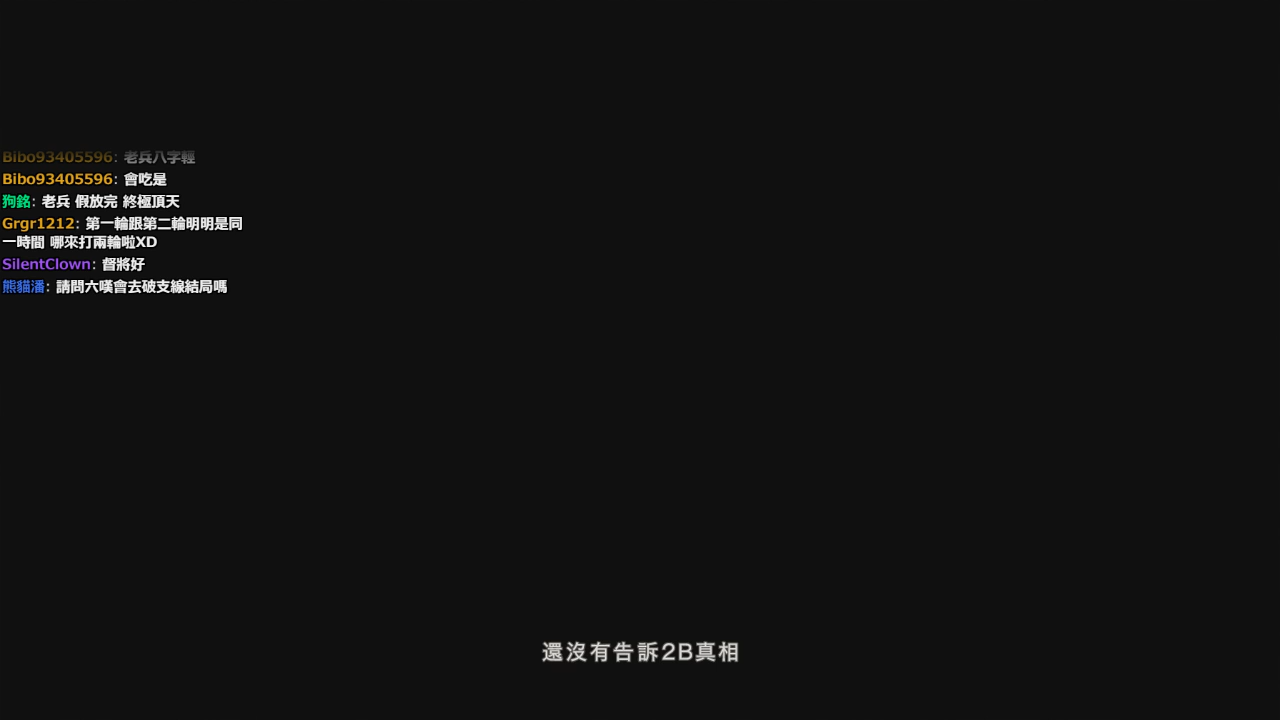 Bibo93405596: 老兵八字輕
Bibo93405596: 會吃是
狗銘: 老兵 假放完 終極頂天
Grgr1212: 第一輪跟第二輪明明是同
一時間 哪來打兩輪啦XD
SilentClown: 督將好
熊貓潘: 請問六嘆會去破支線結局嗎
還沒有告訴2B真相